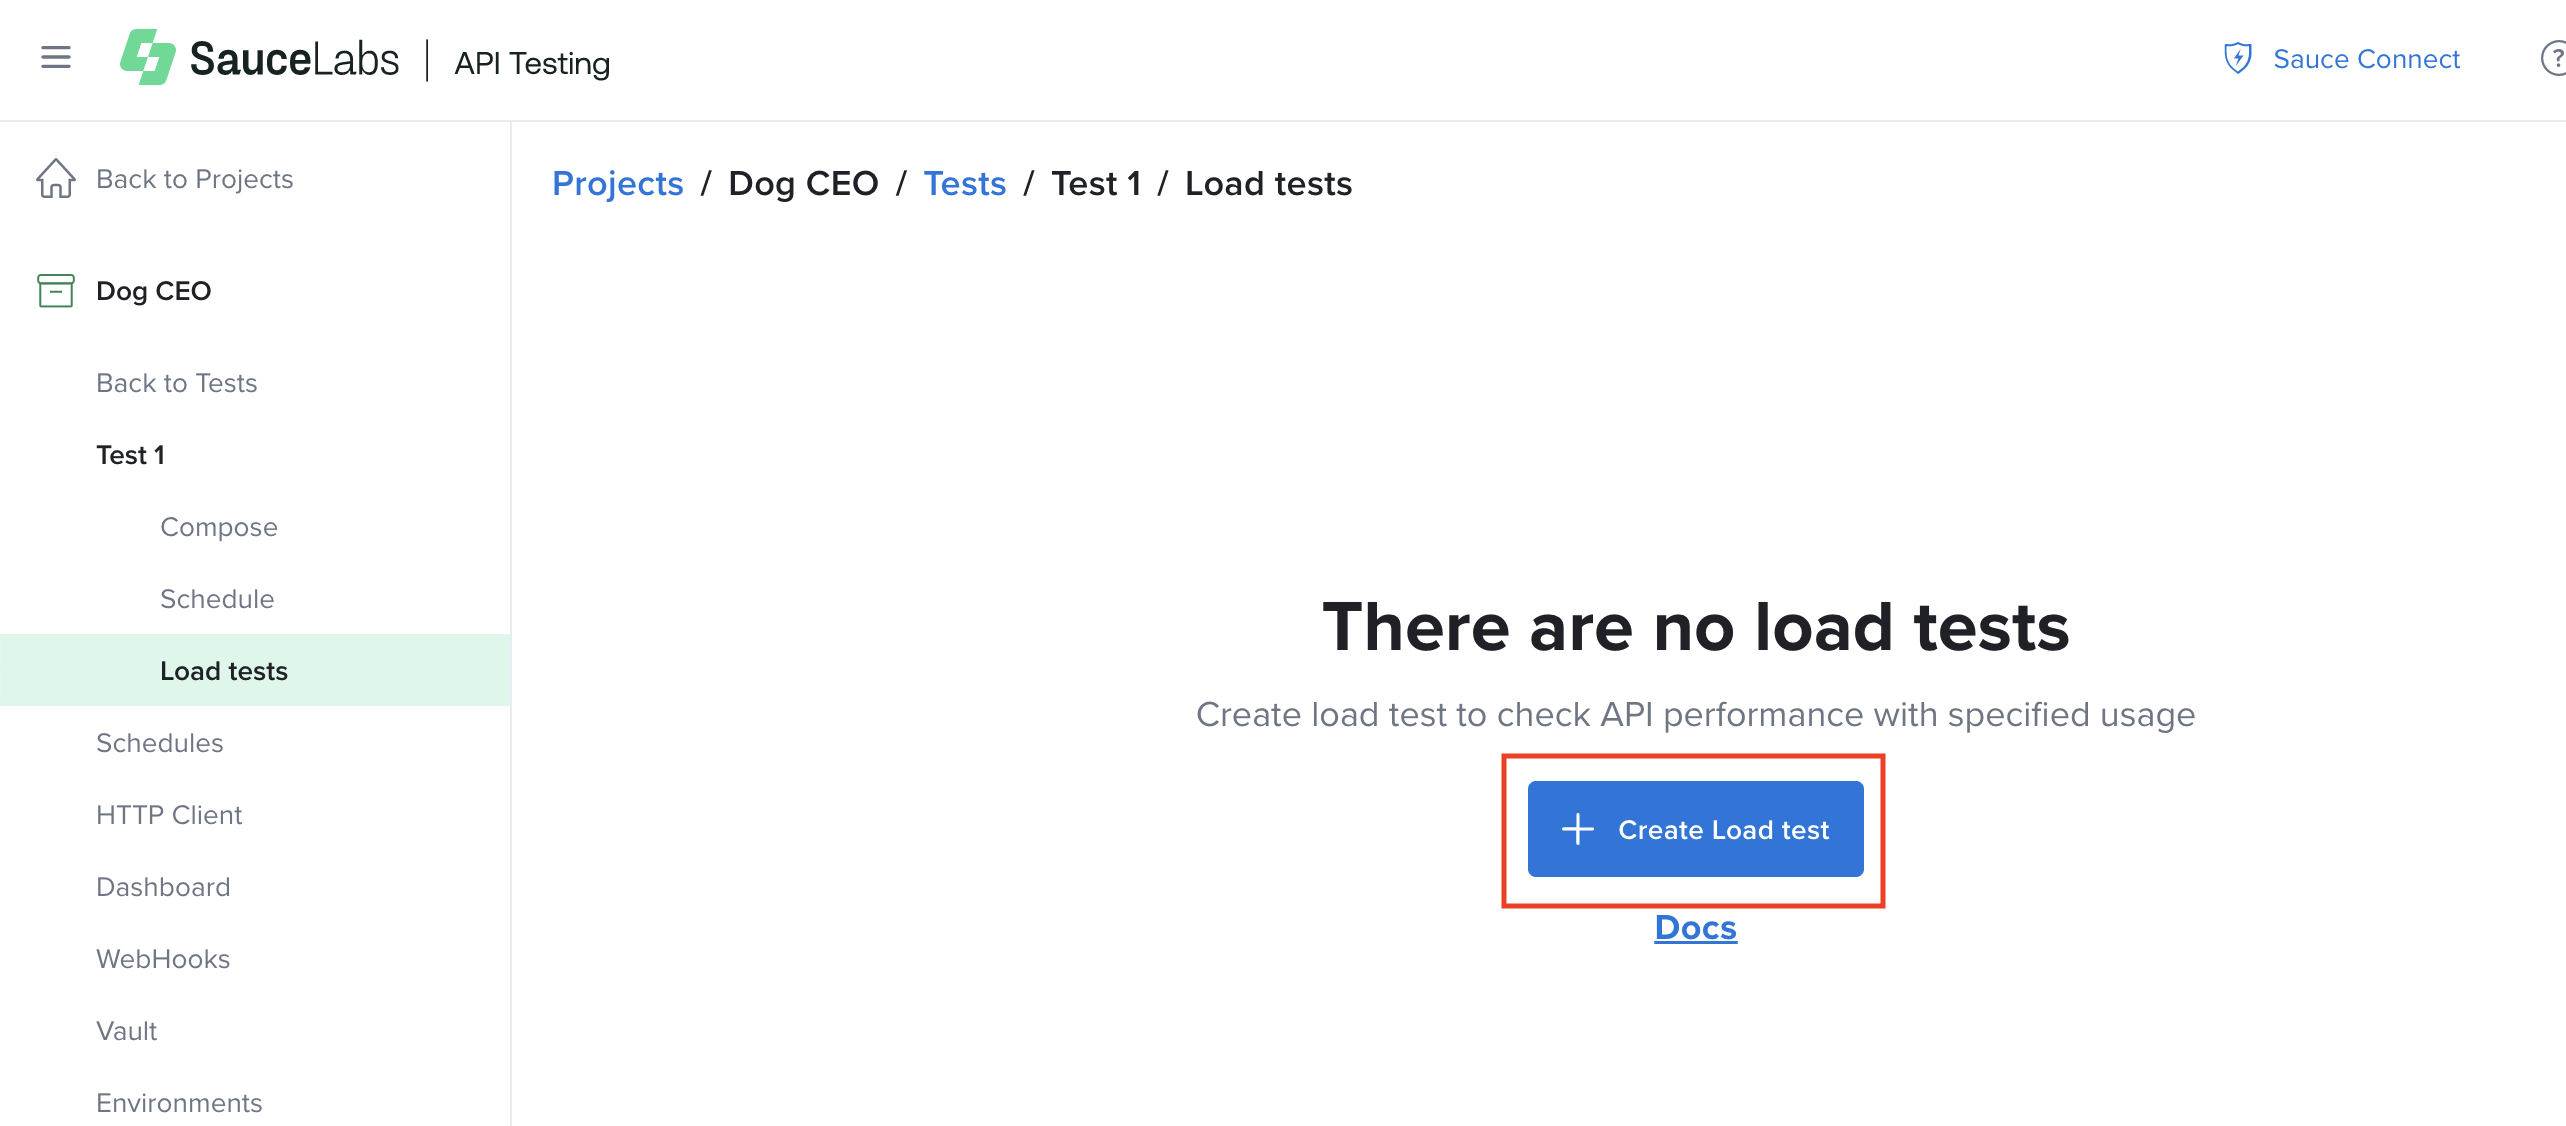 SauceLabs | API Testing
Sauce Connect
?
Back to Projects
Dog CEO
Back to Tests
Test 1
Compose
Schedule
Load tests
Schedules
HTTP Client
Dashboard
WebHooks
Vault
Environments
Projects / Dog CEO / Tests / Test 1 / Load tests
There are no load tests
Create load test to check API performance with specified usage
Create Load test
Docs